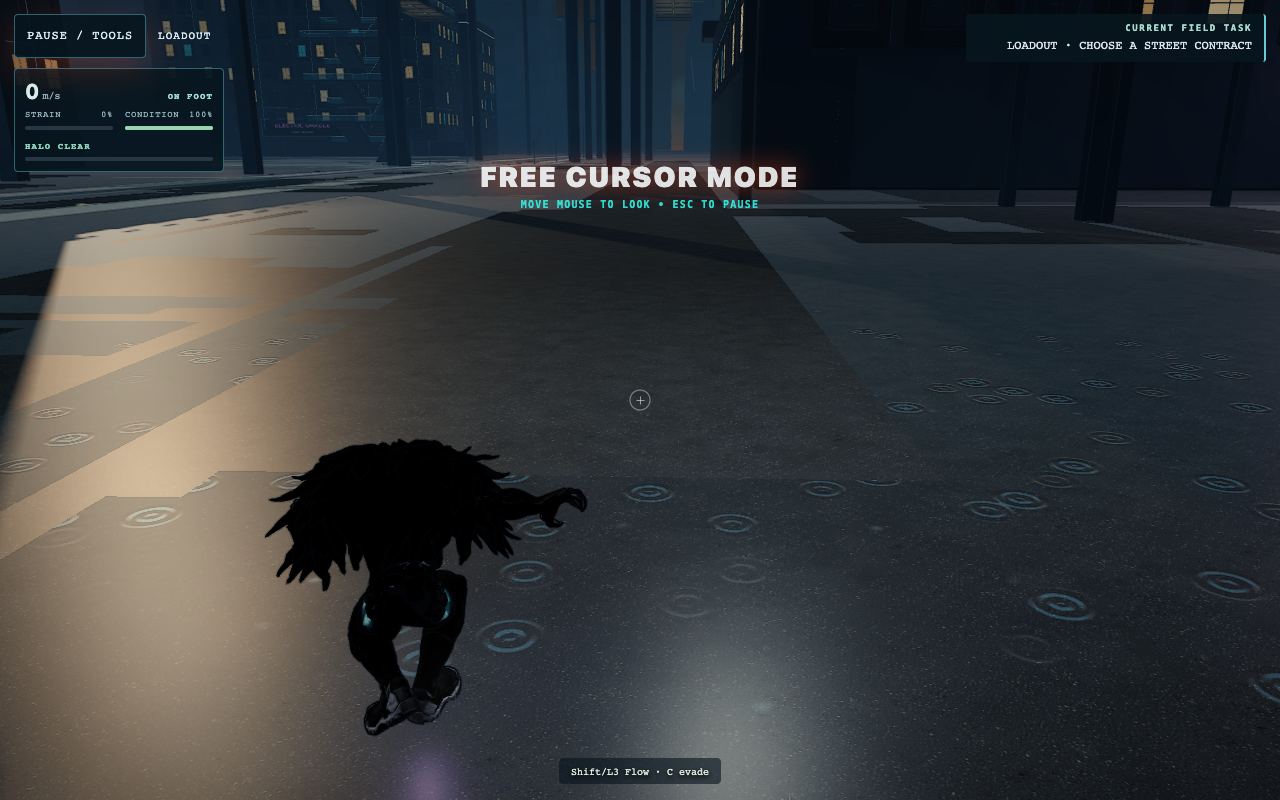 PAUSE / TOOLS
LOADOUT
CURRENT FIELD TASK
LOADOUT · CHOOSE A STREET CONTRACT
0 m/s
ON FOOT
STRAIN 0%
CONDITION 100%
HALO CLEAR
FREE CURSOR MODE
MOVE MOUSE TO LOOK • ESC TO PAUSE
Shift/L3 Flow · C evade